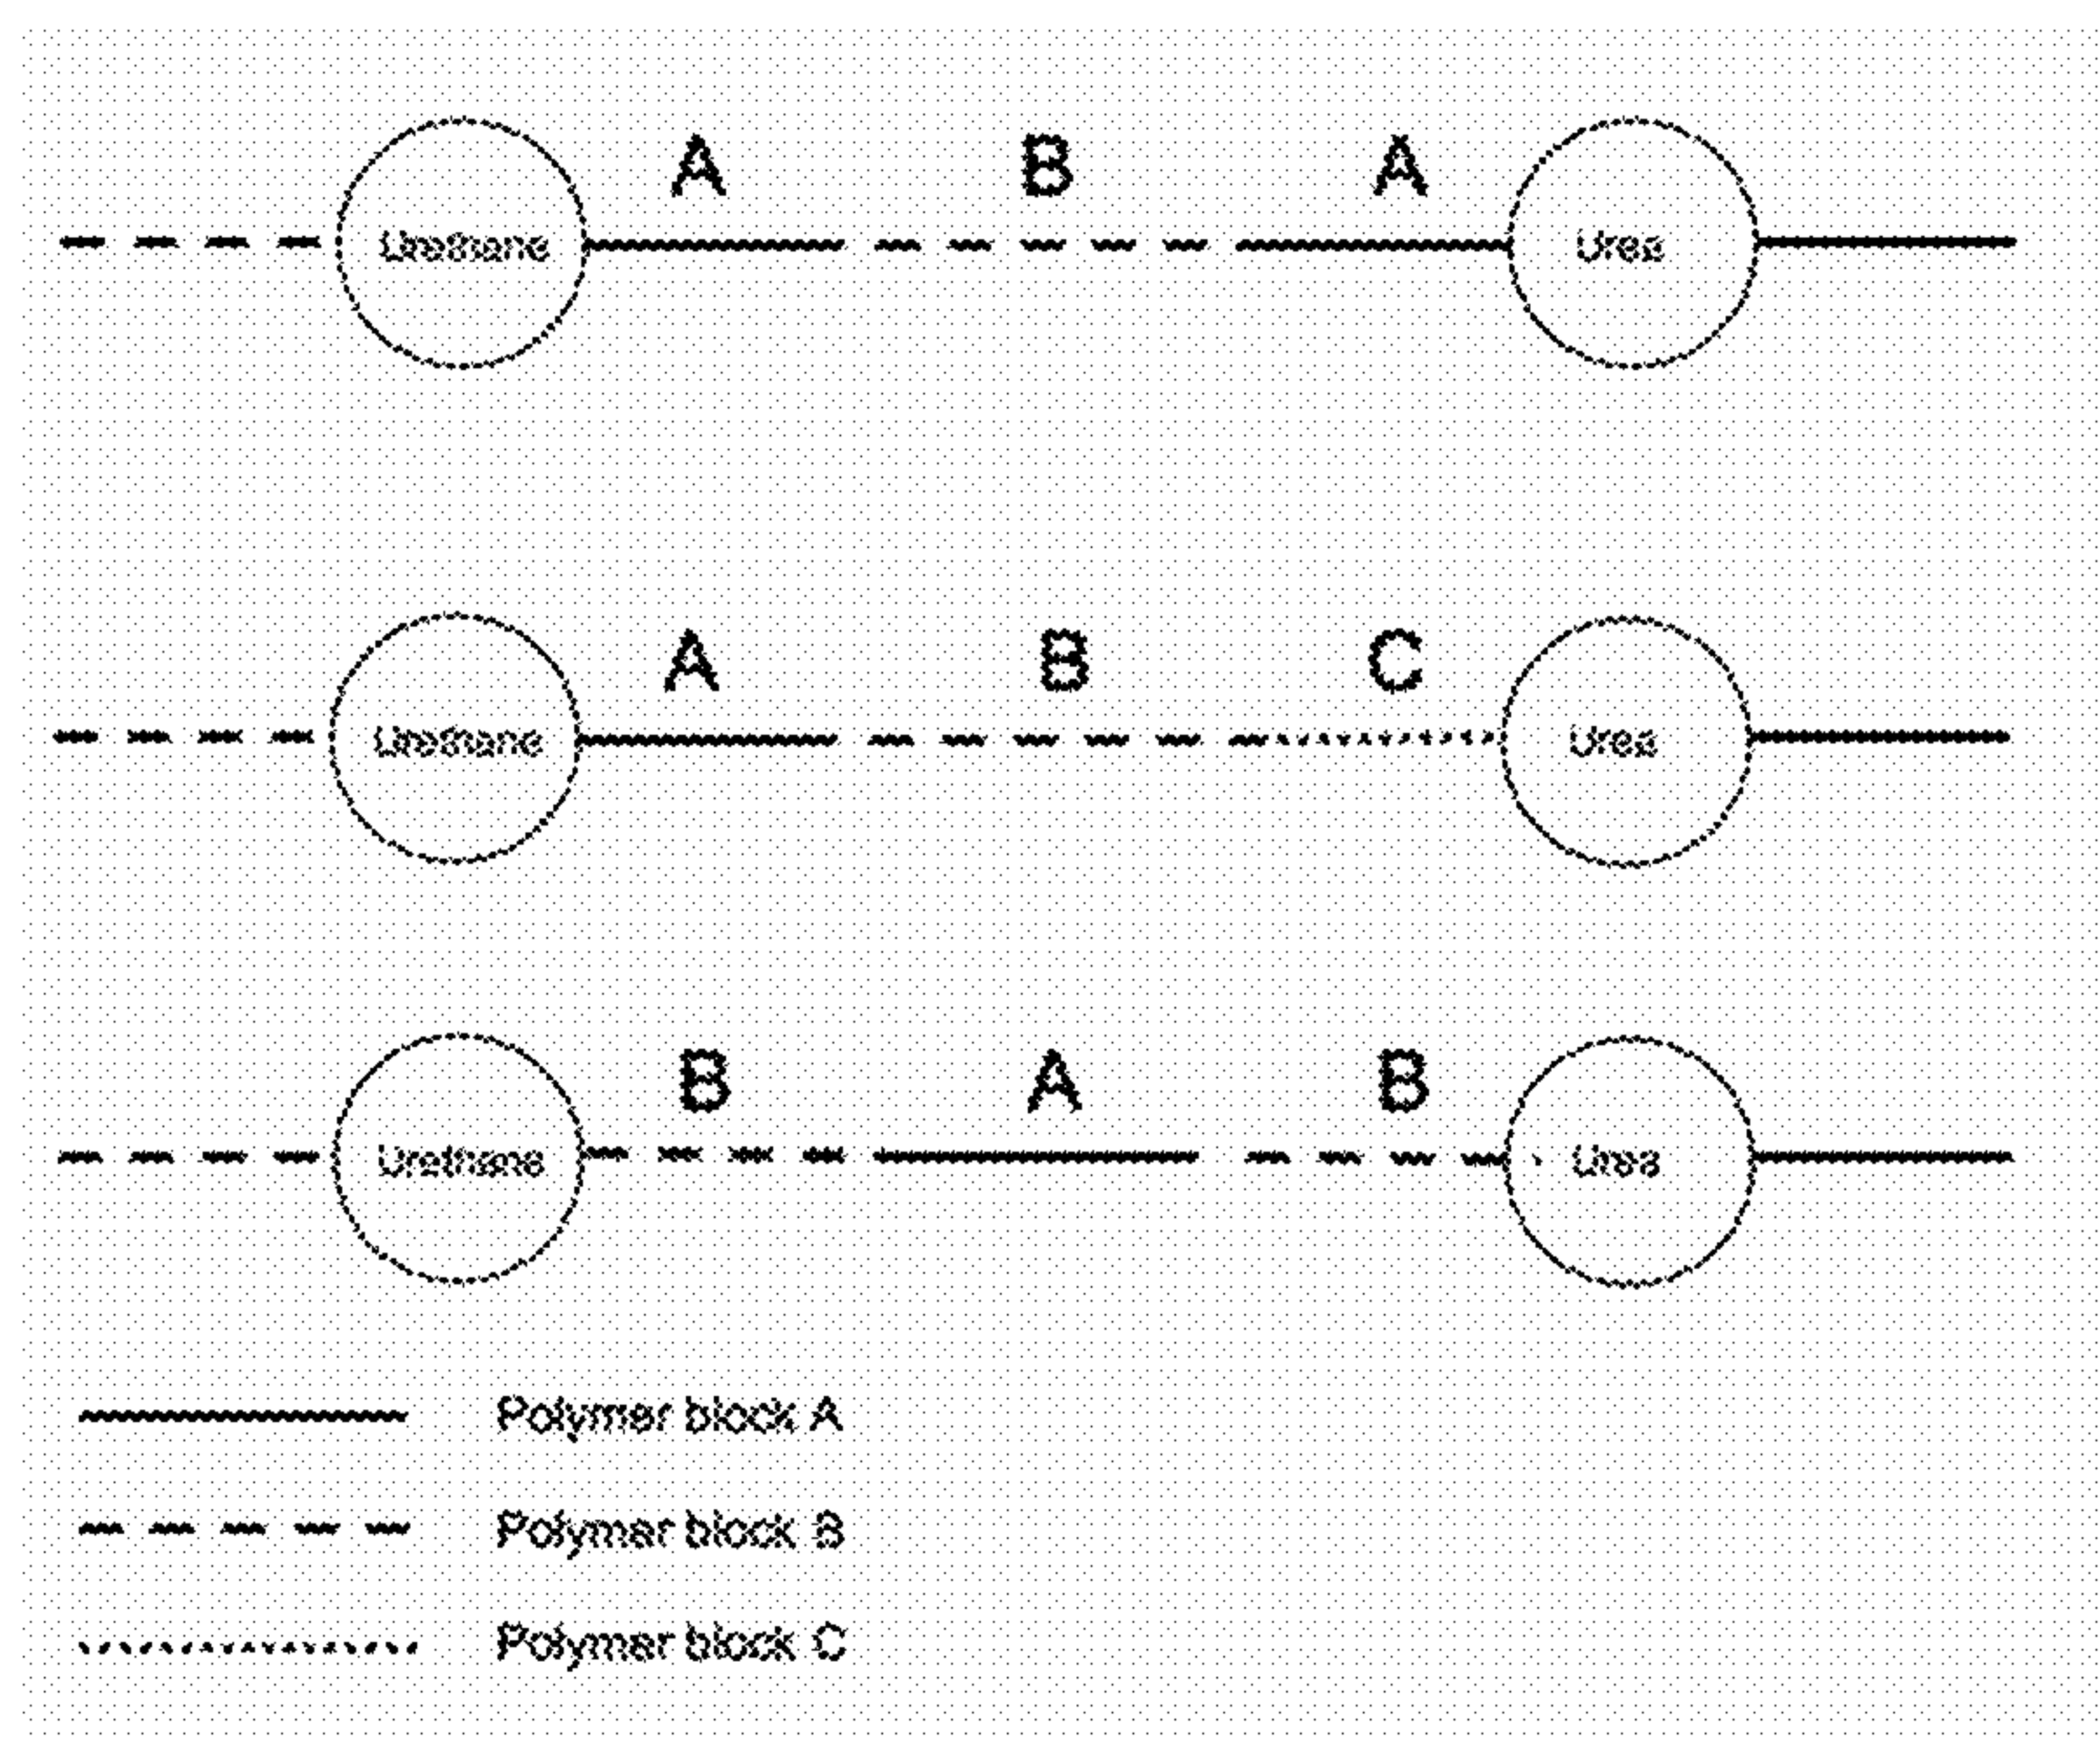 A B A
Urethane Urea
A B C
Urethane Urea
B A B
Urethane Urea
Polymer block A
Polymer block B
Polymer block C